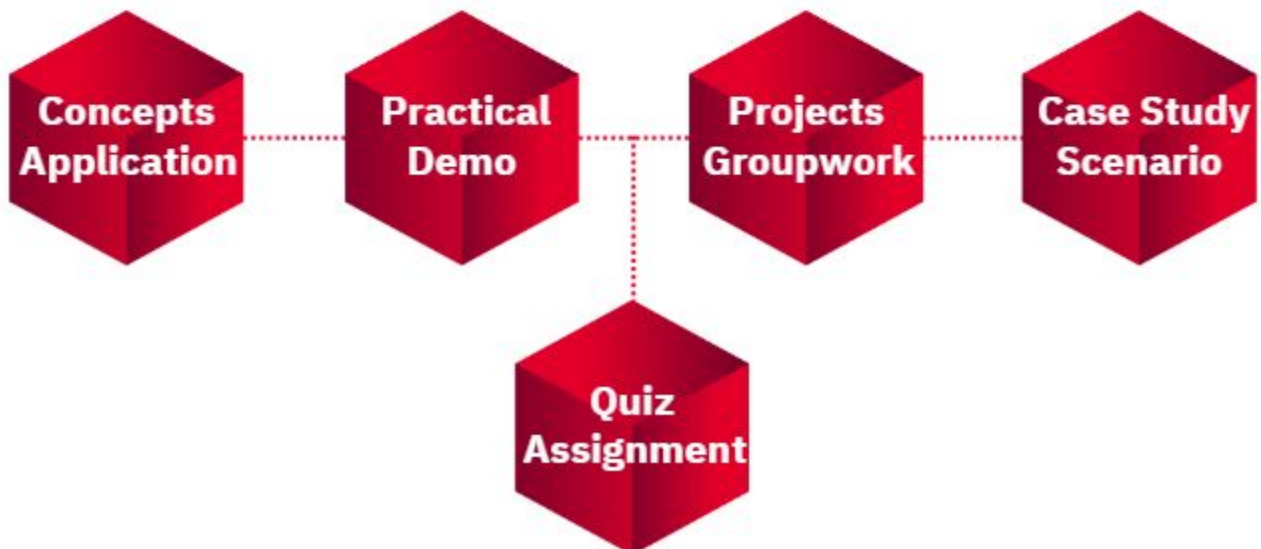 Concepts
Application
Practical
Demo
Projects
Groupwork
Case Study
Scenario
Quiz
Assignment